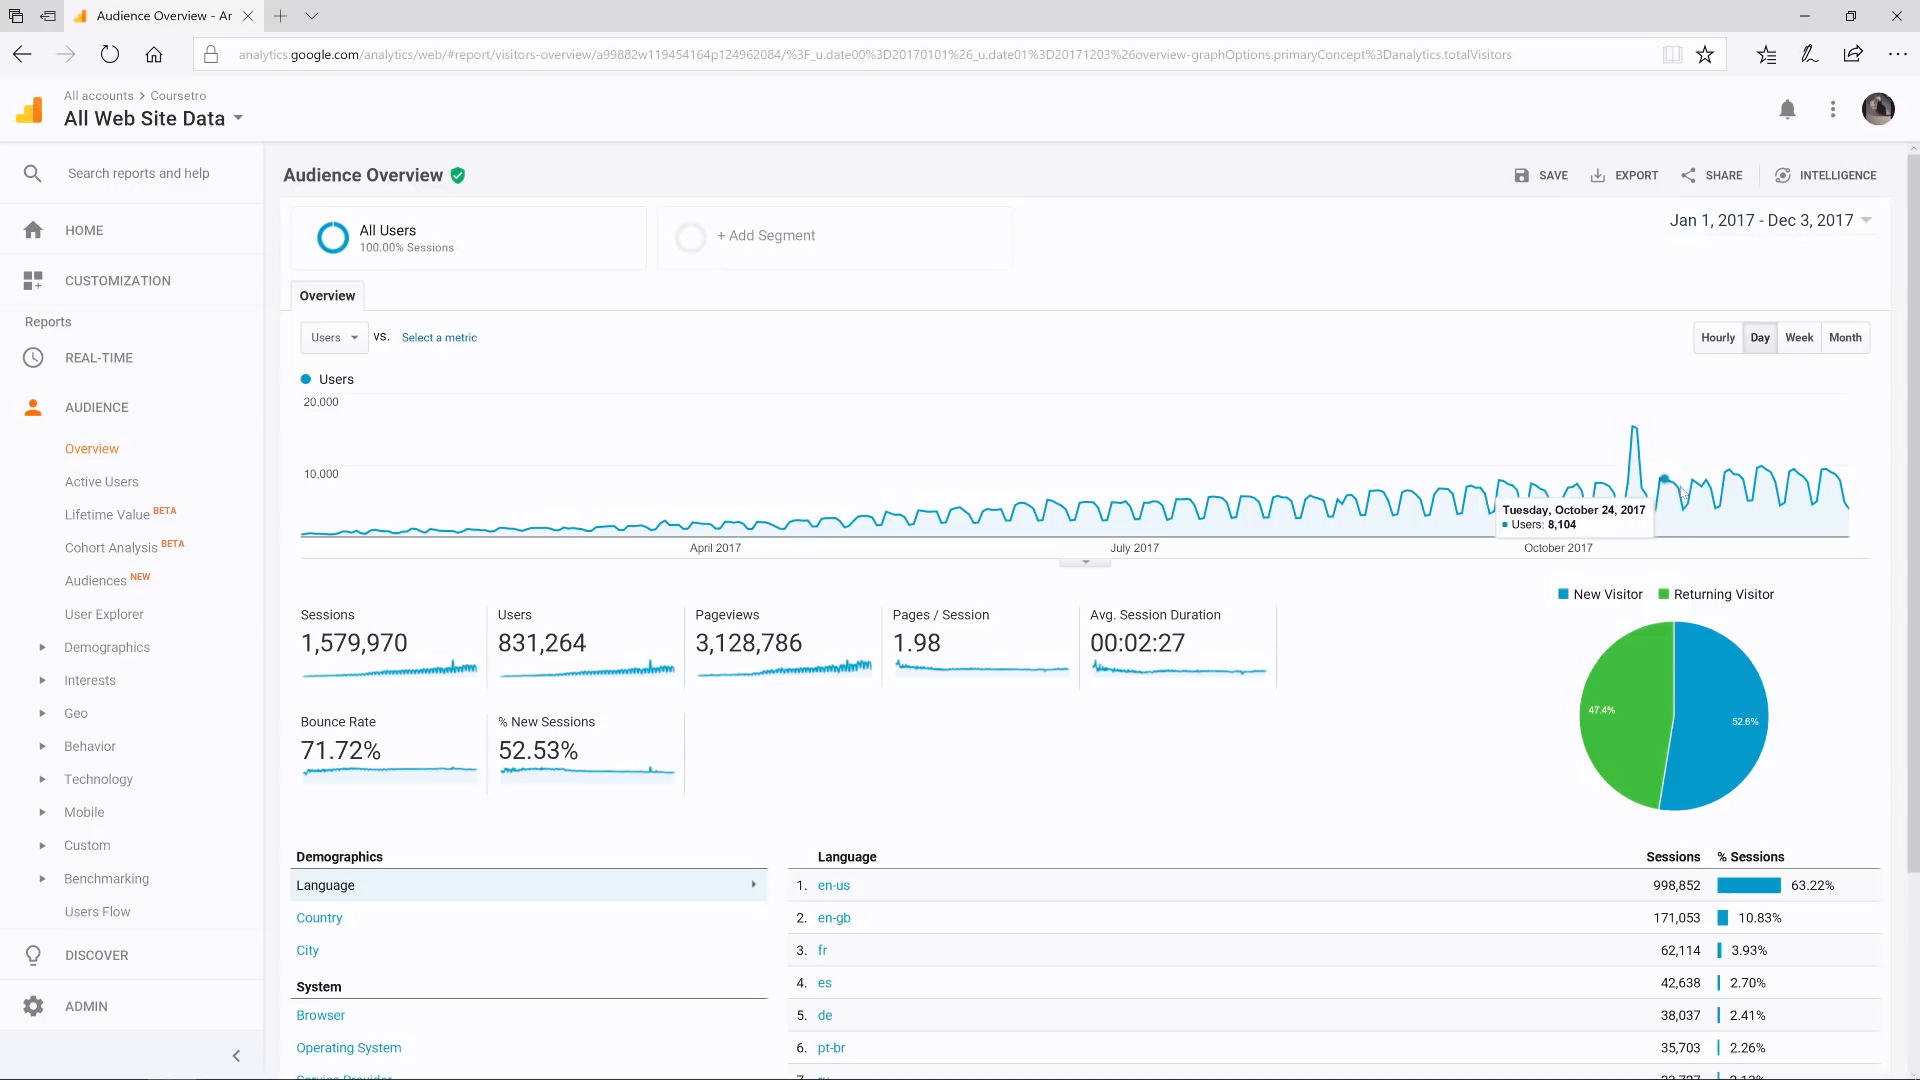 Audience Overview - Ar
analytics.google.com/analytics/web/#report/visitors-overview/a99882w119454164p124962084/%3F_u.date00%3D20170101%26_u.date01%3D20171203%26overview-graphOptions.primaryConcept%3Danalytics.totalVisitors
All accounts > Coursetro
All Web Site Data
Search reports and help
HOME
CUSTOMIZATION
Reports
REAL-TIME
AUDIENCE
Overview
Active Users
Lifetime Value BETA
Cohort Analysis BETA
Audiences NEW
User Explorer
Demographics
Interests
Geo
Behavior
Technology
Mobile
Custom
Benchmarking
Users Flow
DISCOVER
ADMIN
Audience Overview
SAVE EXPORT SHARE INTELLIGENCE
All Users
100.00% Sessions
+ Add Segment
Jan 1, 2017 - Dec 3, 2017
Overview
Users VS. Select a metric
Hourly Day Week Month
Users
20,000
10,000
Tuesday, October 24, 2017
Users: 8,104
April 2017 July 2017 October 2017
Sessions
1,579,970
Users
831,264
Pageviews
3,128,786
Pages / Session
1.98
Avg. Session Duration
00:02:27
Bounce Rate
71.72%
% New Sessions
52.53%
New Visitor Returning Visitor
47.4%
52.6%
Demographics
Language
Country
City
System
Browser
Operating System
Language Sessions % Sessions
1. en-us 998,852 63.22%
2. en-gb 171,053 10.83%
3. fr 62,114 3.93%
4. es 42,638 2.70%
5. de 38,037 2.41%
6. pt-br 35,703 2.26%